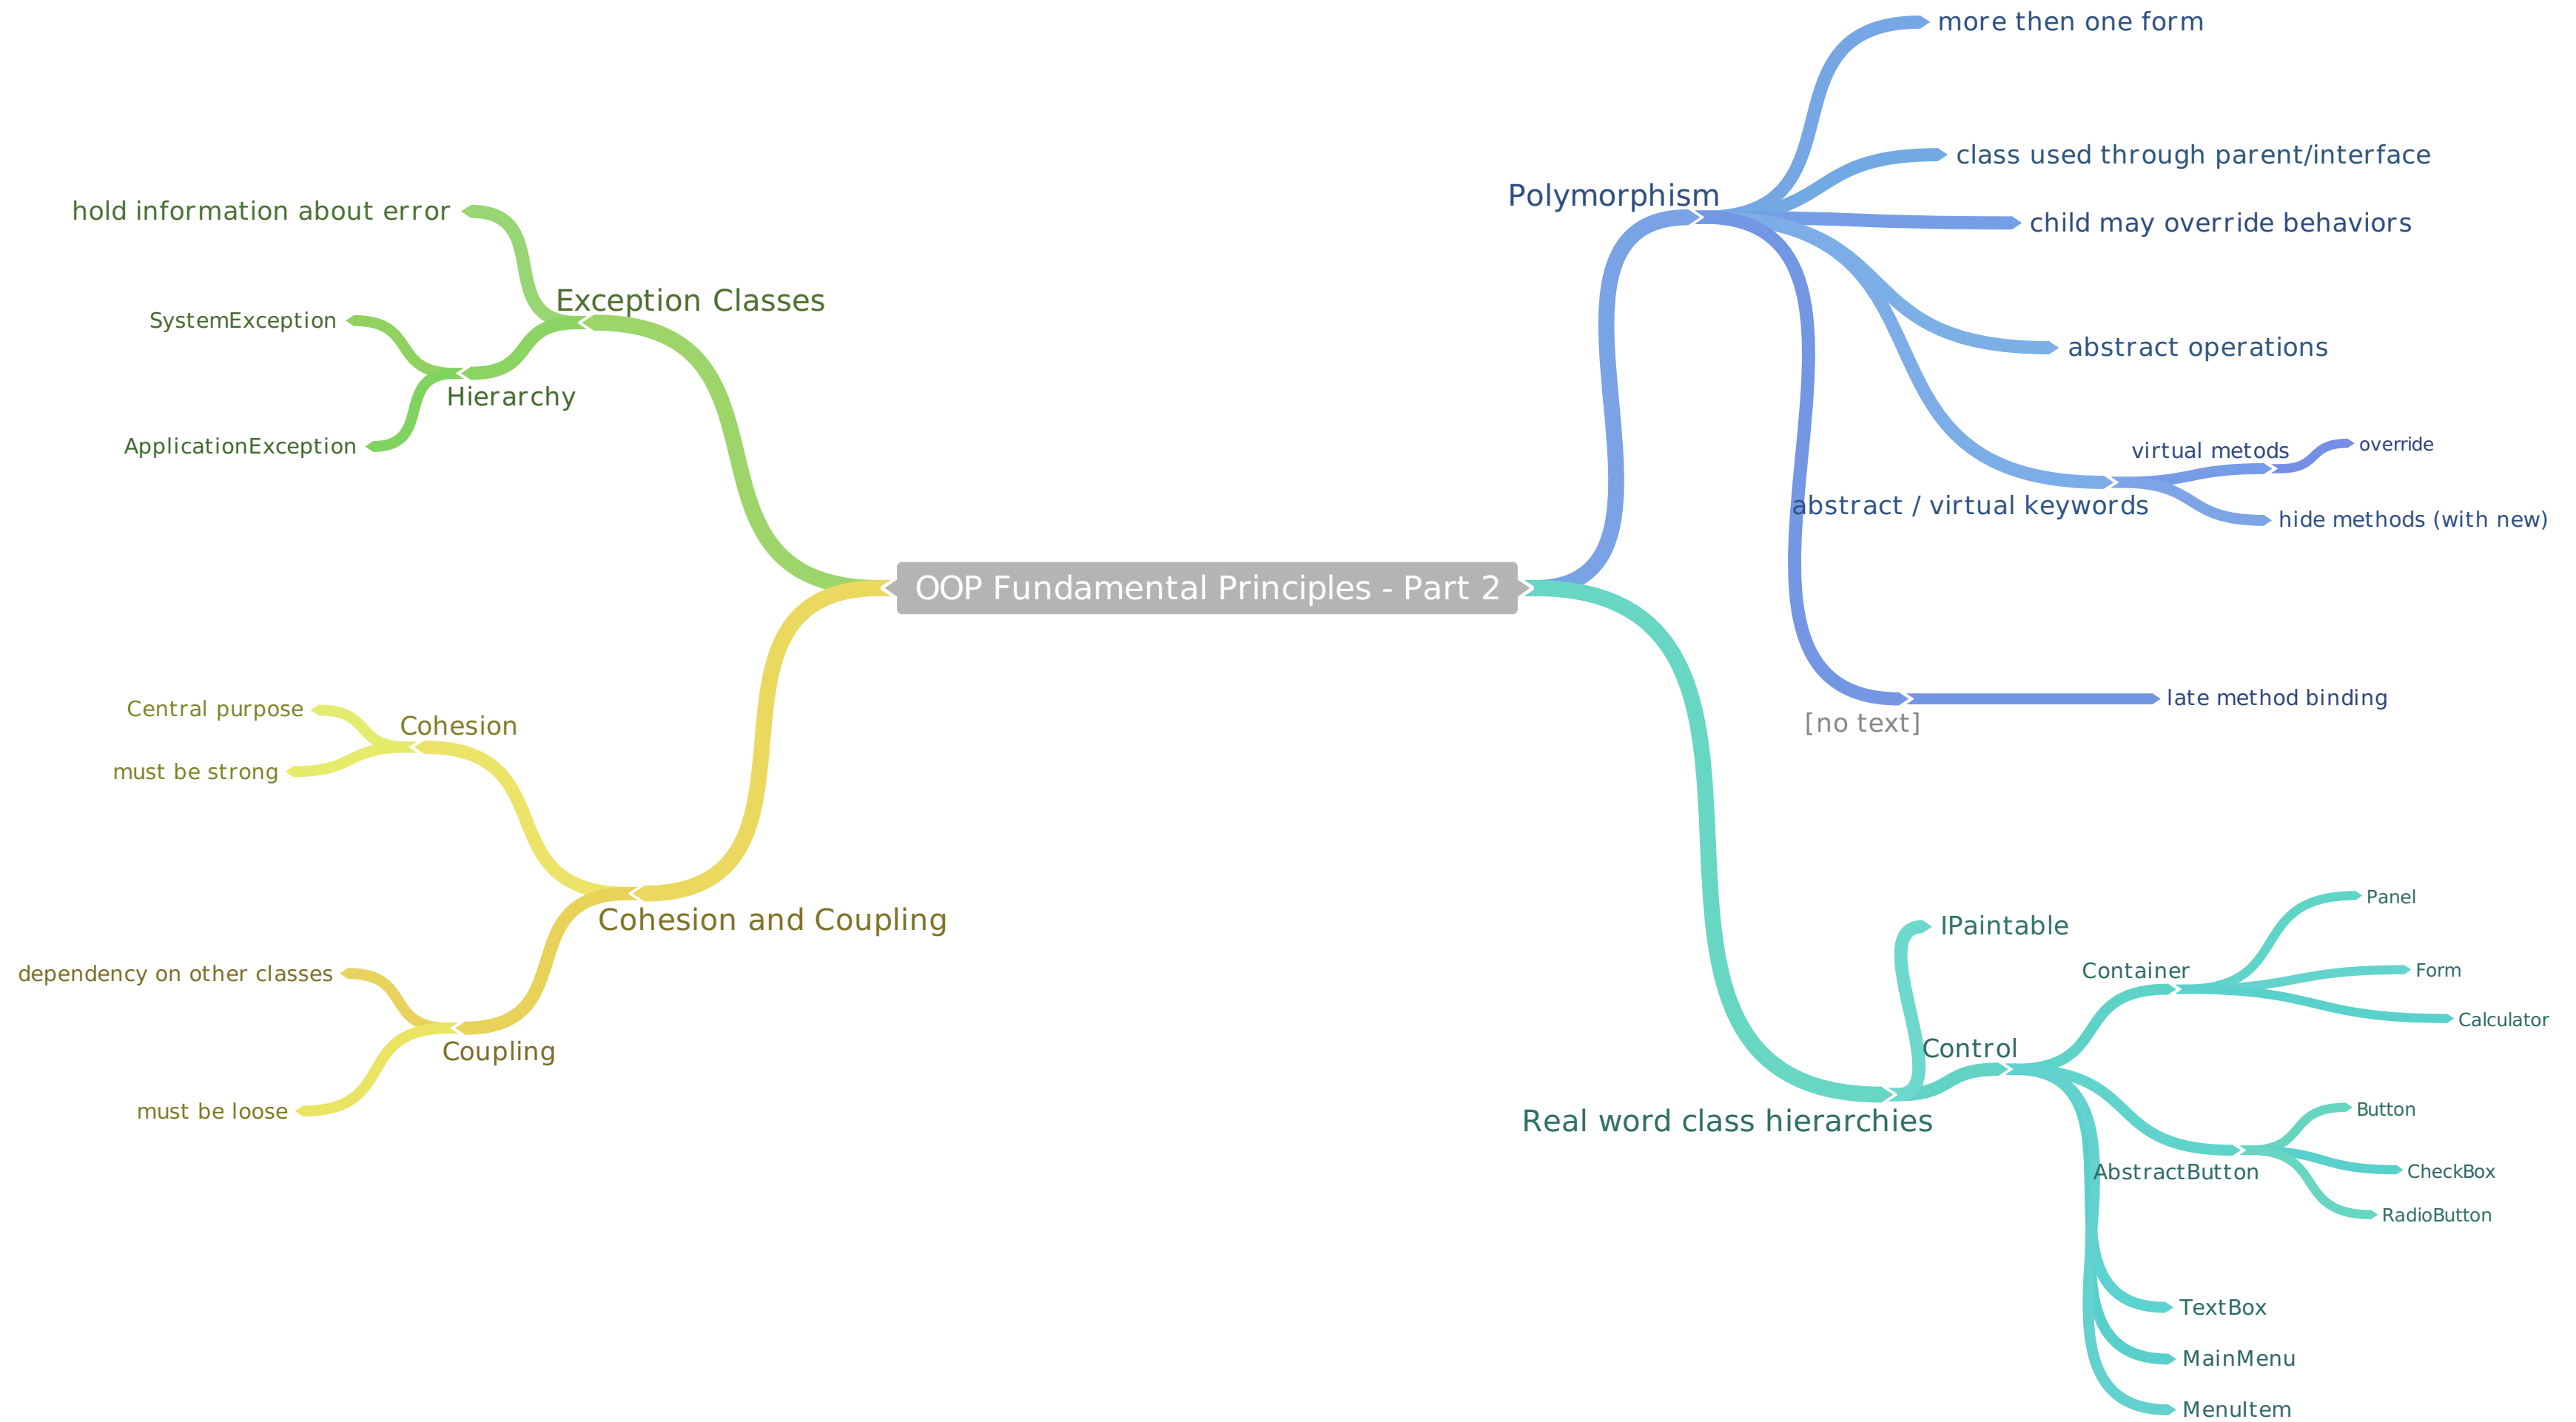 OOP Fundamental Principles - Part 2
Polymorphism
more then one form
class used through parent/interface
child may override behaviors
abstract operations
abstract / virtual keywords
virtual metods
override
hide methods (with new)
[no text]
late method binding
Real word class hierarchies
IPaintable
Control
Container
Panel
Form
Calculator
AbstractButton
Button
CheckBox
RadioButton
TextBox
MainMenu
MenuItem
Exception Classes
hold information about error
Hierarchy
SystemException
ApplicationException
Cohesion and Coupling
Cohesion
Central purpose
must be strong
Coupling
dependency on other classes
must be loose